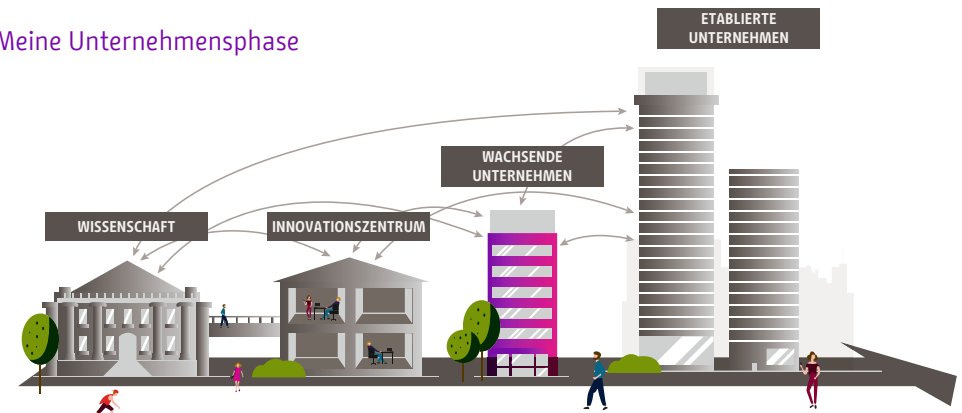 Meine Unternehmensphase
ETABLIERTE
UNTERNEHMEN
WACHSENDE
UNTERNEHMEN
WISSENSCHAFT
INNOVATIONSZENTRUM